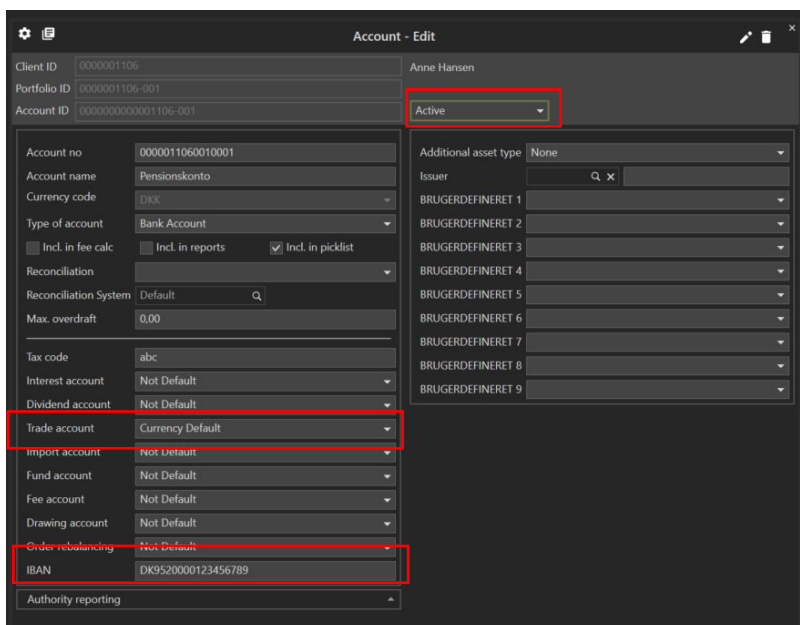 Account - Edit
Client ID 0000001106 Anne Hansen
Portfolio ID 0000001106-001
Account ID 0000000000001106-001 Active
Account no 0000011060010001
Account name Pensionskonto
Currency code DKK
Type of account Bank Account
Incl. in fee calc Incl. in reports Incl. in picklist
Reconciliation
Reconciliation System Default
Max. overdraft 0,00
Tax code abc
Interest account Not Default
Dividend account Not Default
Trade account Currency Default
Import account Not Default
Fund account Not Default
Fee account Not Default
Drawing account Not Default
Order rebalancing Not Default
IBAN DK9520000123456789
Authority reporting
Additional asset type None
Issuer
BRUGERDEFINERET 1
BRUGERDEFINERET 2
BRUGERDEFINERET 3
BRUGERDEFINERET 4
BRUGERDEFINERET 5
BRUGERDEFINERET 6
BRUGERDEFINERET 7
BRUGERDEFINERET 8
BRUGERDEFINERET 9